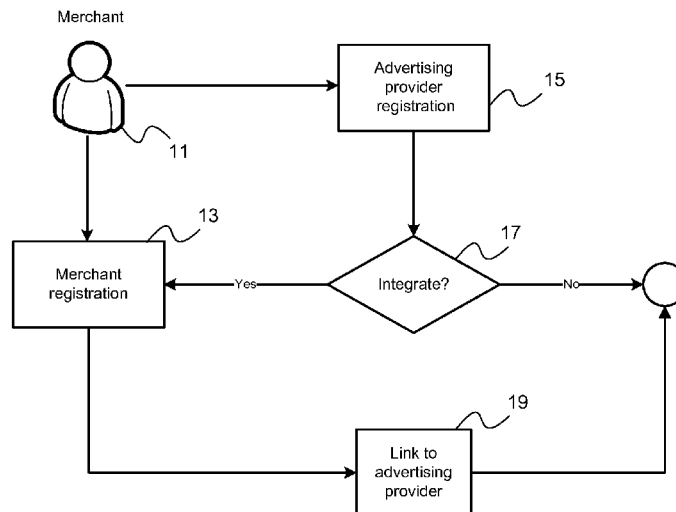 Merchant
Advertising
provider
registration
15
11
13
Merchant
registration
17
Integrate?
Yes
No
19
Link to
advertising
provider